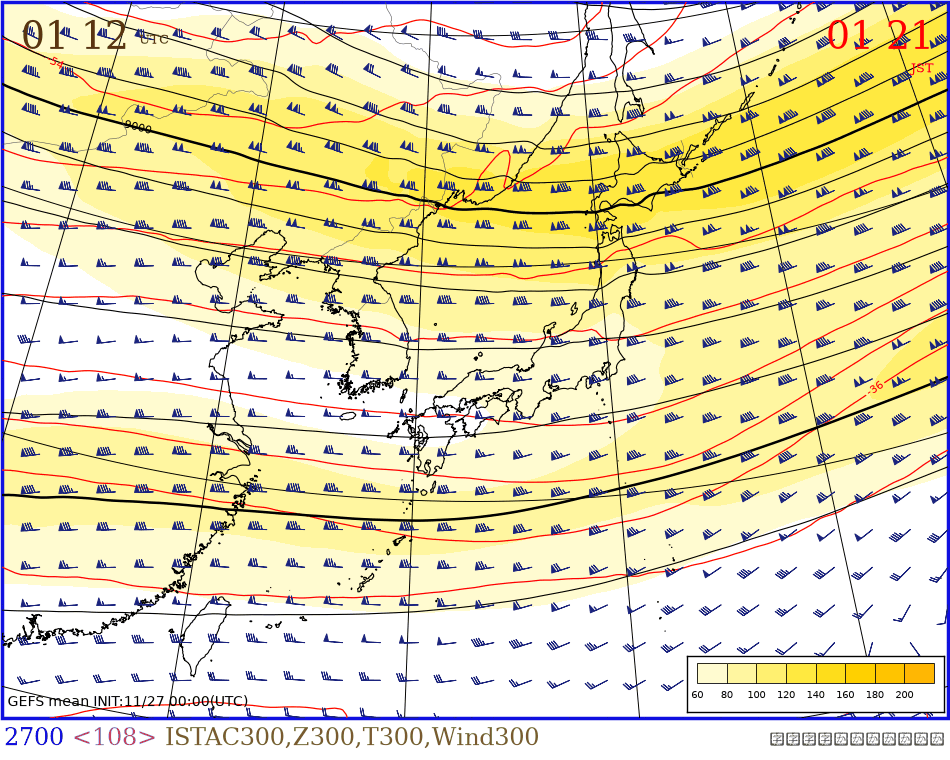 01 12 UTC
01 21
JST
-54
9000
-36
60 80 100 120 140 160 180 200
GEFS mean INIT:11/27 00:00(UTC)
2700 <108> ISTAC300,Z300,T300,Wind300